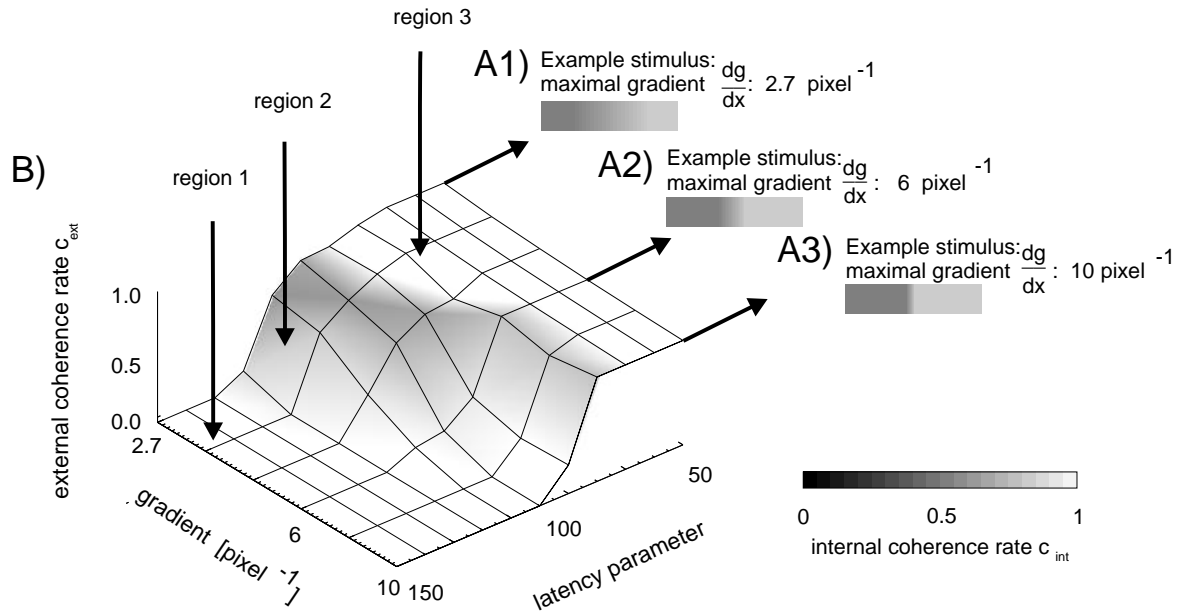 region 3
A1) Example stimulus:
maximal gradient dg/dx : 2.7 pixel -1
region 2
A2) Example stimulus:
maximal gradient dg/dx : 6 pixel -1
B)
region 1
A3) Example stimulus:
maximal gradient dg/dx : 10 pixel -1
external coherence rate c ext
1.0
0.5
0.0
2.7
6
10
gradient [pixel -1]
150
100
50
latency parameter
0 0.5 1
internal coherence rate c int